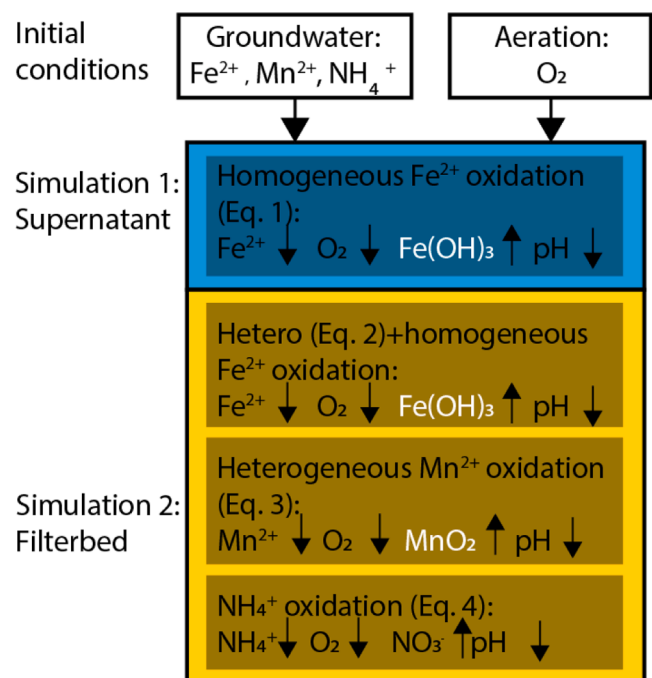 Initial conditions
Groundwater:
Fe²⁺, Mn²⁺, NH₄⁺
Aeration:
O₂
Simulation 1:
Supernatant
Homogeneous Fe²⁺ oxidation
(Eq. 1):
Fe²⁺ ↓ O₂ ↓ Fe(OH)₃ ↑ pH ↓
Hetero (Eq. 2)+homogeneous
Fe²⁺ oxidation:
Fe²⁺ ↓ O₂ ↓ Fe(OH)₃ ↑ pH ↓
Simulation 2:
Filterbed
Heterogeneous Mn²⁺ oxidation
(Eq. 3):
Mn²⁺ ↓ O₂ ↓ MnO₂ ↑ pH ↓
NH₄⁺ oxidation (Eq. 4):
NH₄⁺ ↓ O₂ ↓ NO₃⁻ ↑ pH ↓